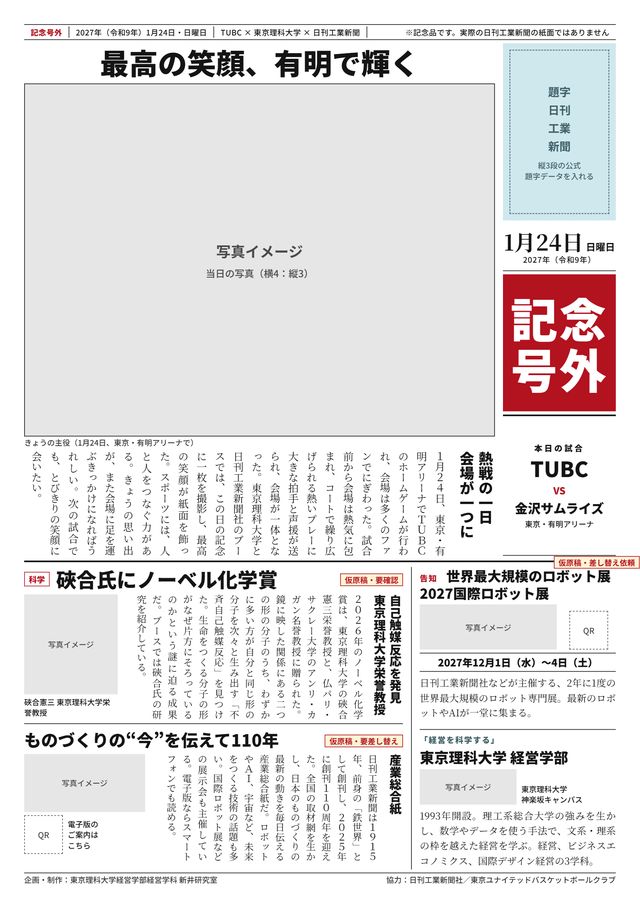 記念号外 2027年（令和9年）1月24日・日曜日 TUBC × 東京理科大学 × 日刊工業新聞 ※記念品です。実際の日刊工業新聞の紙面ではありません
最高の笑顔、有明で輝く
題字
日刊
工業
新聞
縦3段の公式
題字データを入れる
写真イメージ
当日の写真（横4：縦3）
1月24日 日曜日
2027年（令和9年）
記念
号外
きょうの主役（1月24日、東京・有明アリーナで）
熱戦の一日
会場が一つに
1月24日、東京・有
明アリーナでTUBC
のホームゲームが行わ
れ、会場は多くのファ
ンでにぎわった。試合
前から会場は熱気に包
まれ、コートで繰り広
げられる熱いプレーに
大きな拍手と声援が送
られ、会場が一体とな
った。東京理科大学と
日刊工業新聞社のブー
スでは、この日の記念
に一枚を撮影し、最高
の笑顔が紙面を飾っ
た。スポーツには、人
と人をつなぐ力があ
る。きょうの思い出
が、また会場に足を運
ぶきっかけになればう
れしい。次の試合で
も、とびきりの笑顔に
会いたい。
本日の試合
TUBC
VS
金沢サムライズ
東京・有明アリーナ
科学 硤合氏にノーベル化学賞 仮原稿・要確認
写真イメージ
硤合憲三 東京理科大学栄
誉教授
自己触媒反応を発見
東京理科大学栄誉教授
2026年のノーベル化学
賞は、東京理科大学の硤合
憲三栄誉教授と、仏パリ・
サクレー大学のアンリ・カ
ガン名誉教授に贈られた。
鏡に映した関係にある二つ
の形の分子のうち、わずか
に多い方が自分と同じ形の
分子を次々と生み出す「不
斉自己触媒反応」を見つけ
た。生命をつくる分子の形
がなぜ片方にそろっている
のかという謎に迫る成果
だ。ブースでは硤合氏の研
究を紹介している。
ものづくりの“今”を伝えて110年 仮原稿・要差し替え
写真イメージ
QR
電子版の
ご案内は
こちら
産業総合紙
日刊工業新聞は1915
年、前身の「鉄世界」と
して創刊し、2025年
に創刊110周年を迎え
た。全国の取材網を生か
し、日本のものづくりの
最新の動きを毎日伝える
産業総合紙だ。ロボット
やAI、宇宙など、未来
をつくる技術の話題も多
い。国際ロボット展など
の展示会も主催してい
る。電子版ならスマート
フォンでも読める。
仮原稿・差し替え依頼
告知 世界最大規模のロボット展
2027国際ロボット展
写真イメージ
QR
2027年12月1日（水）〜4日（土）
日刊工業新聞社などが主催する、2年に1度の
世界最大規模のロボット専門展。最新のロボ
ットやAIが一堂に集まる。
「経営を科学する」
東京理科大学 経営学部
写真イメージ
東京理科大学
神楽坂キャンパス
1993年開設。理工系総合大学の強みを生か
し、数学やデータを使う手法で、文系・理系
の枠を越えた経営を学ぶ。経営、ビジネスエ
コノミクス、国際デザイン経営の3学科。
企画・制作：東京理科大学経営学部経営学科 新井研究室 協力：日刊工業新聞社／東京ユナイテッドバスケットボールクラブ